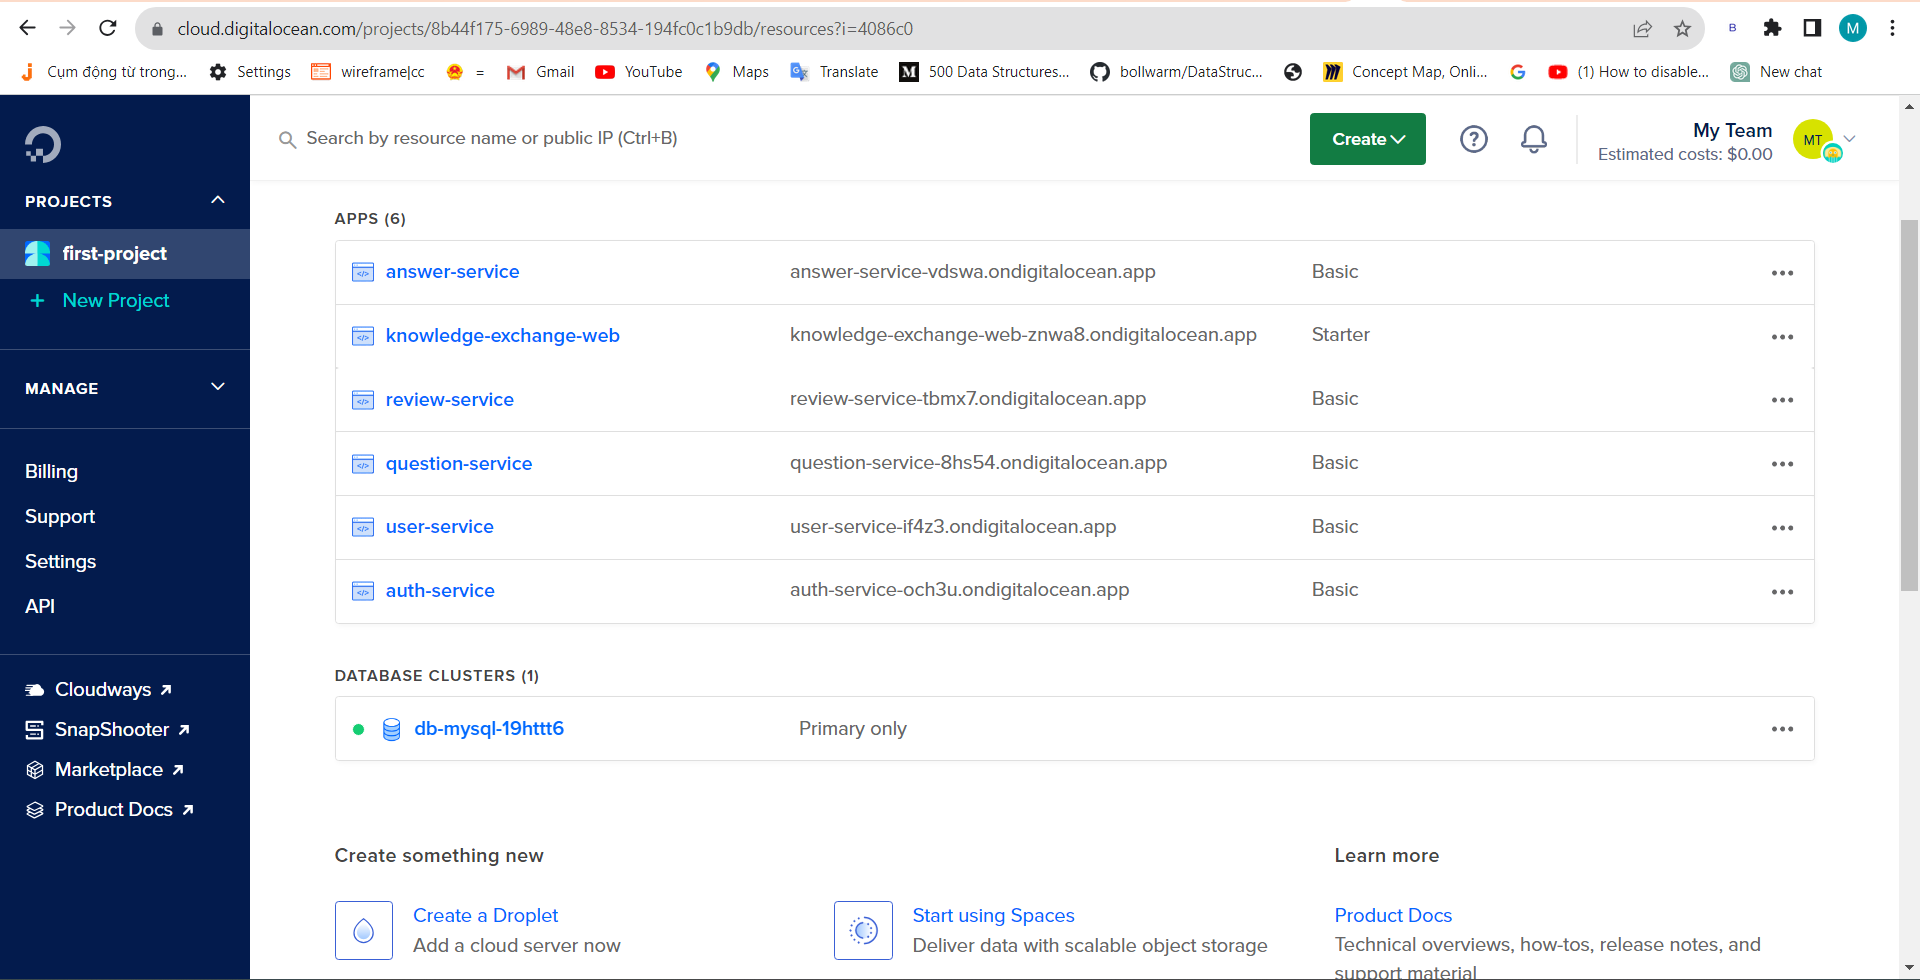 cloud.digitalocean.com/projects/8b44f175-6989-48e8-8534-194fc0c1b9db/resources?i=4086c0
B
M
Cụm động từ trong...
Settings
wireframe|cc
=
Gmail
YouTube
Maps
Translate
500 Data Structures...
bollwarm/DataStruc...
Concept Map, Onli...
(1) How to disable...
New chat
Search by resource name or public IP (Ctrl+B)
Create
My Team
Estimated costs: $0.00
MT
PROJECTS
first-project
+ New Project
MANAGE
Billing
Support
Settings
API
Cloudways
SnapShooter
Marketplace
Product Docs
APPS (6)
answer-service answer-service-vdswa.ondigitalocean.app Basic
knowledge-exchange-web knowledge-exchange-web-znwa8.ondigitalocean.app Starter
review-service review-service-tbmx7.ondigitalocean.app Basic
question-service question-service-8hs54.ondigitalocean.app Basic
user-service user-service-if4z3.ondigitalocean.app Basic
auth-service auth-service-och3u.ondigitalocean.app Basic
DATABASE CLUSTERS (1)
db-mysql-19httt6 Primary only
Create something new
Create a Droplet
Add a cloud server now
Start using Spaces
Deliver data with scalable object storage
Learn more
Product Docs
Technical overviews, how-tos, release notes, and
support material